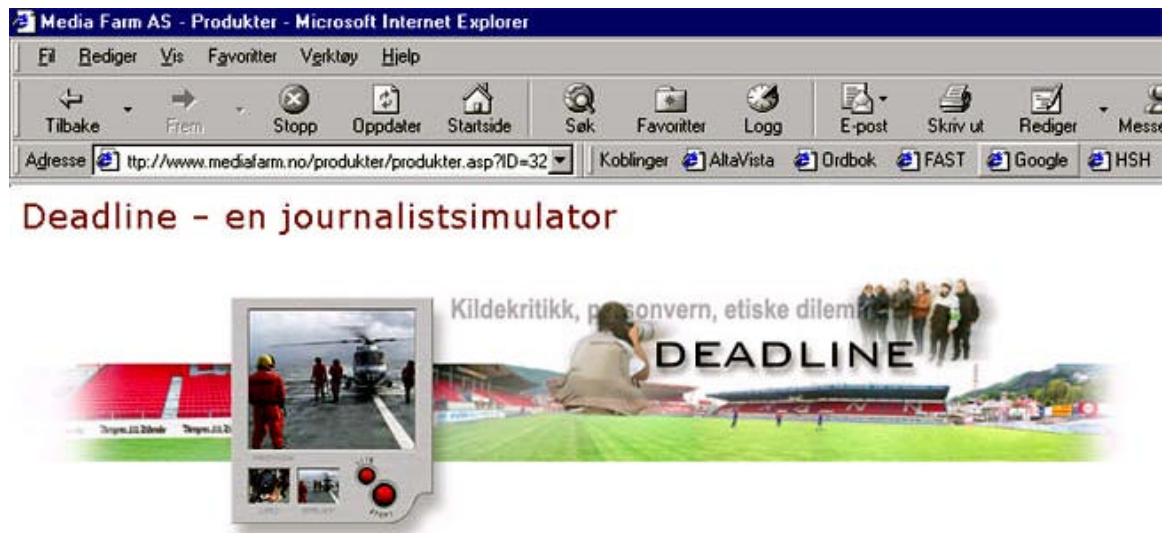 Media Farm AS - Produkter - Microsoft Internet Explorer
Fil Rediger Vis Favoritter Verktøy Hjelp
Tilbake Frem Stopp Oppdater Startside Søk Favoritter Logg E-post Skriv ut Rediger Messe
Adresse ttp://www.mediafarm.no/produkter/produkter.asp?ID=32 Koblinger AltaVista Ordbok FAST Google HSH
Deadline – en journalistsimulator
Kildekritikk, p sonvern, etiske dilem
DEADLINE